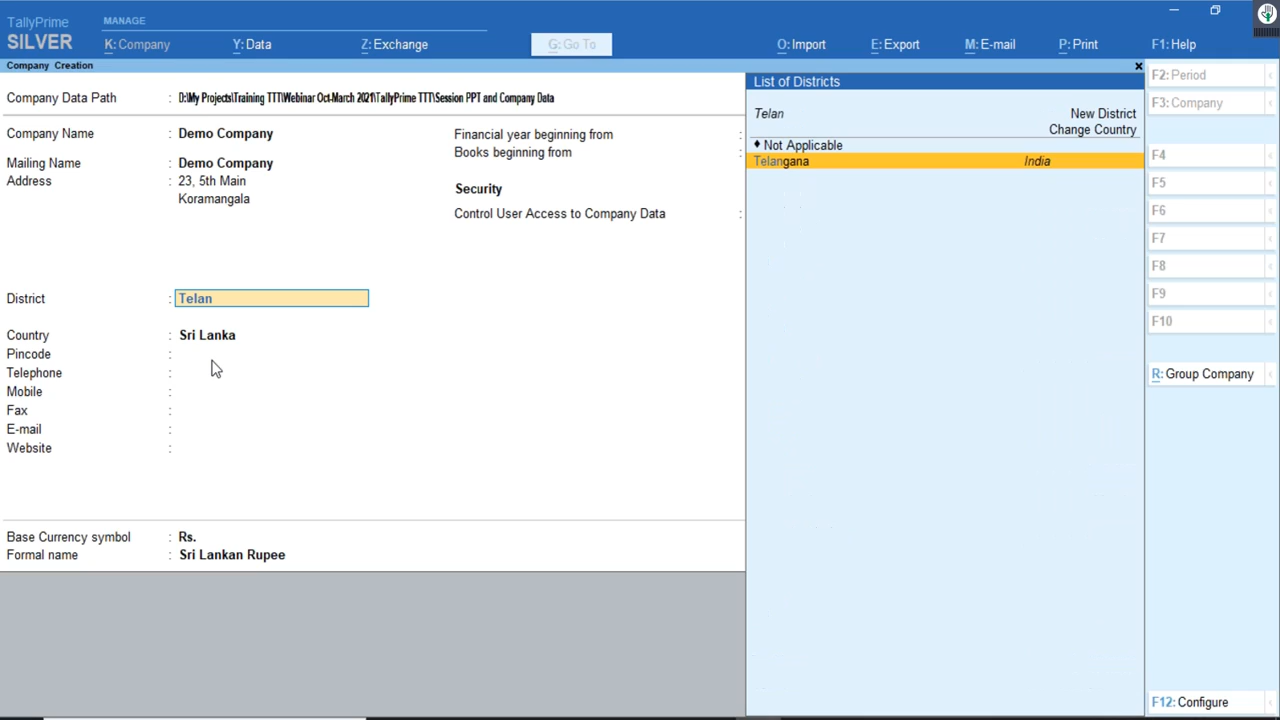 TallyPrime
SILVER
MANAGE
K: Company
Y: Data
Z: Exchange
G: Go To
O: Import
E: Export
M: E-mail
P: Print
F1: Help
Company Creation
Company Data Path : D:\My Projects\Training TTT\Webinar Oct-March 2021\TallyPrime TTT\Session PPT and Company Data
Company Name : Demo Company
Mailing Name : Demo Company
Address : 23, 5th Main
Koramangala
District : Telan
Country : Sri Lanka
Pincode :
Telephone :
Mobile :
Fax :
E-mail :
Website :
Base Currency symbol : Rs.
Formal name : Sri Lankan Rupee
Financial year beginning from :
Books beginning from :
Security
Control User Access to Company Data :
List of Districts
Telan
New District
Change Country
♦ Not Applicable
Telangana India
F2: Period
F3: Company
F4
F5
F6
F7
F8
F9
F10
R: Group Company
F12: Configure